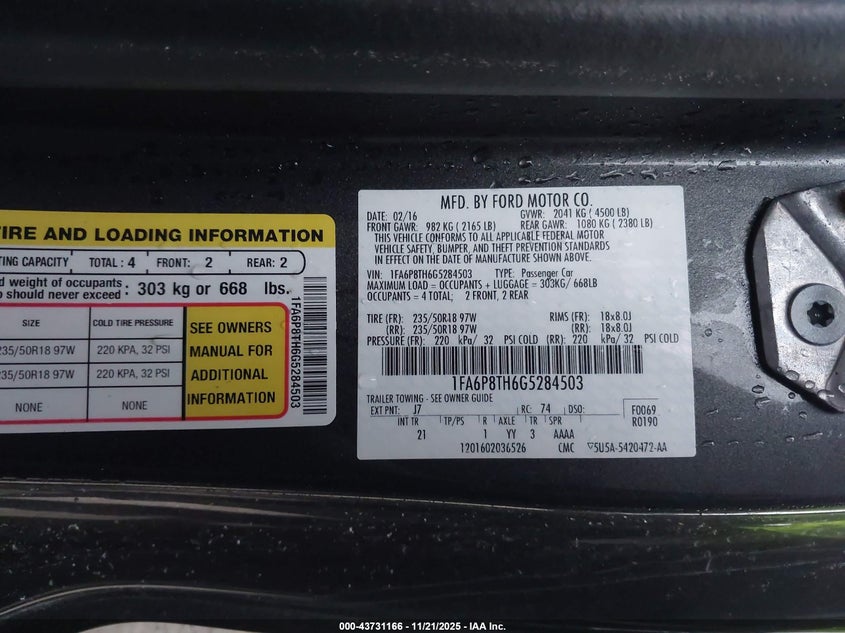 TIRE AND LOADING INFORMATION
TING CAPACITY TOTAL : 4 FRONT: 2 REAR: 2
d weight of occupants
o should never exceed : 303 kg or 668 lbs.
SIZE COLD TIRE PRESSURE
235/50R18 97W 220 KPA, 32 PSI
235/50R18 97W 220 KPA, 32 PSI
NONE NONE
SEE OWNERS
MANUAL FOR
ADDITIONAL
INFORMATION
1FA6P8TH6G5284503
MFD. BY FORD MOTOR CO.
DATE: 02/16 GVWR: 2041 KG ( 4500 LB)
FRONT GAWR: 982 KG ( 2165 LB) REAR GAWR: 1080 KG ( 2380 LB)
THIS VEHICLE CONFORMS TO ALL APPLICABLE FEDERAL MOTOR
VEHICLE SAFETY, BUMPER, AND THEFT PREVENTION STANDARDS
IN EFFECT ON THE DATE OF MANUFACTURE SHOWN ABOVE.
VIN: 1FA6P8TH6G5284503 TYPE: Passenger Car
MAXIMUM LOAD = OCCUPANTS + LUGGAGE = 303KG/ 668LB
OCCUPANTS = 4 TOTAL; 2 FRONT, 2 REAR
TIRE (FR): 235/50R18 97W RIMS (FR): 18x8.0J
(RR): 235/50R18 97W (RR): 18x8.0J
PRESSURE (FR): 220 kPa/ 32 PSI COLD (RR): 220 kPa/ 32 PSI COLD
1FA6P8TH6G5284503
TRAILER TOWING - SEE OWNER GUIDE
EXT PNT: J7 RC: 74 DSO: F0069
R0190
INT TR TP/PS R AXLE TR SPR
21 1 YY 3 AAAA
1201602036526 CMC 5U5A-5420472-AA
000-43731166 - 11/21/2025 - IAA Inc.